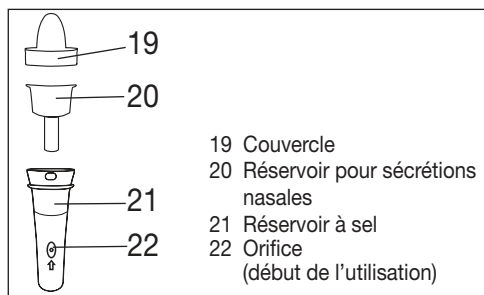 19
20
21
22
19 Couvercle
20 Réservoir pour sécrétions
nasales
21 Réservoir à sel
22 Orifice
(début de l'utilisation)